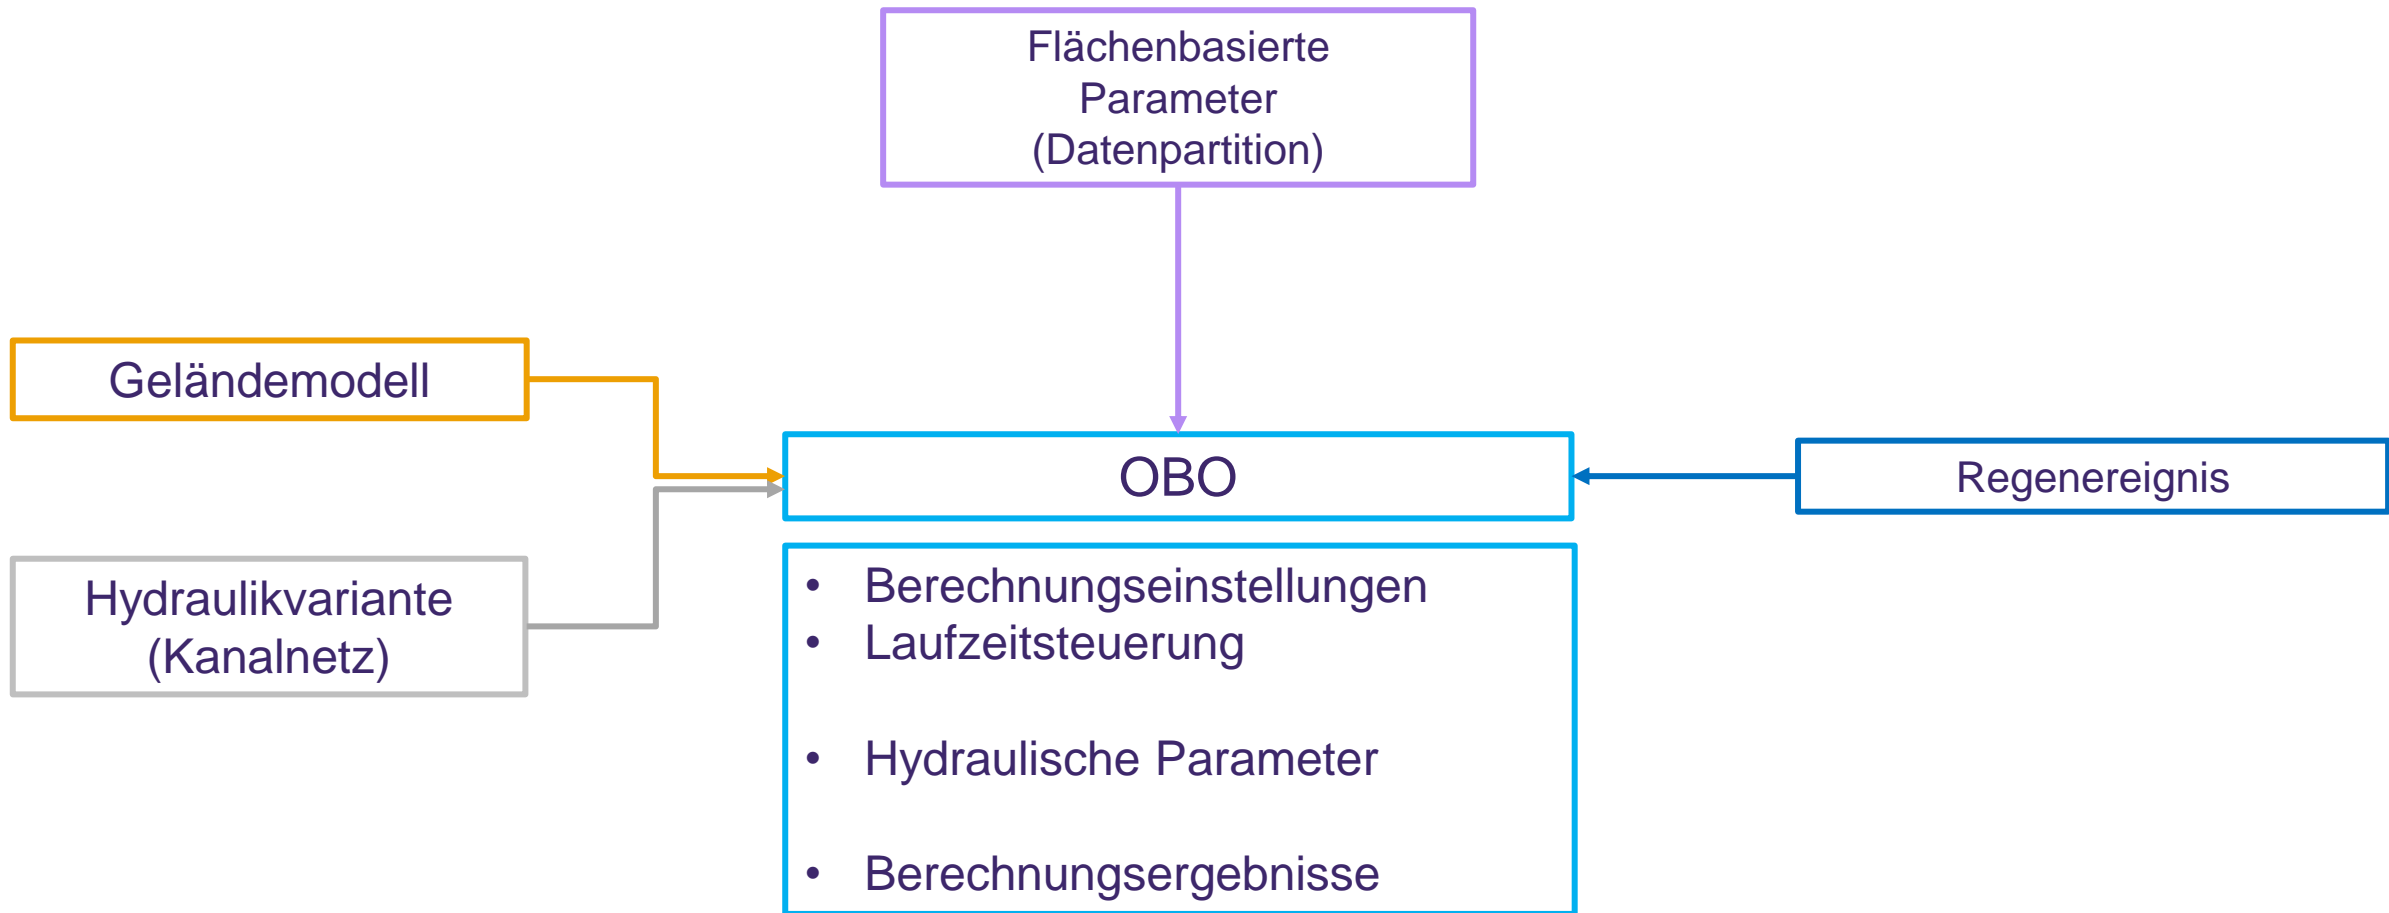 Flächenbasierte
Parameter
(Datenpartition)
Geländemodell
OBO
Regenereignis
Hydraulikvariante
(Kanalnetz)
• Berechnungseinstellungen
• Laufzeitsteuerung
• Hydraulische Parameter
• Berechnungsergebnisse